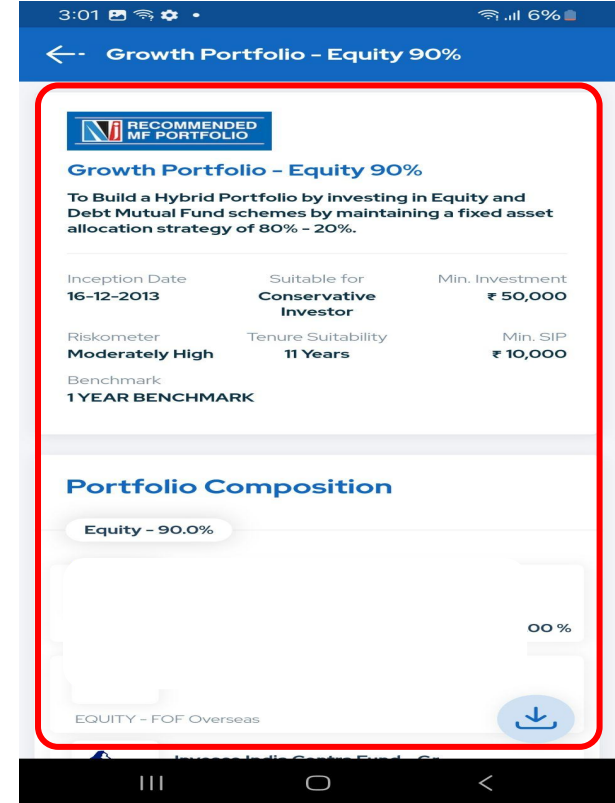 3:01
6%
Growth Portfolio - Equity 90%
NJ RECOMMENDED
MF PORTFOLIO
Growth Portfolio - Equity 90%
To Build a Hybrid Portfolio by investing in Equity and
Debt Mutual Fund schemes by maintaining a fixed asset
allocation strategy of 80% - 20%.
Inception Date Suitable for Min. Investment
16-12-2013 Conservative ₹ 50,000
Investor
Riskometer Tenure Suitability Min. SIP
Moderately High 11 Years ₹ 10,000
Benchmark
1 YEAR BENCHMARK
Portfolio Composition
Equity - 90.0%
00 %
EQUITY - FOF Overseas